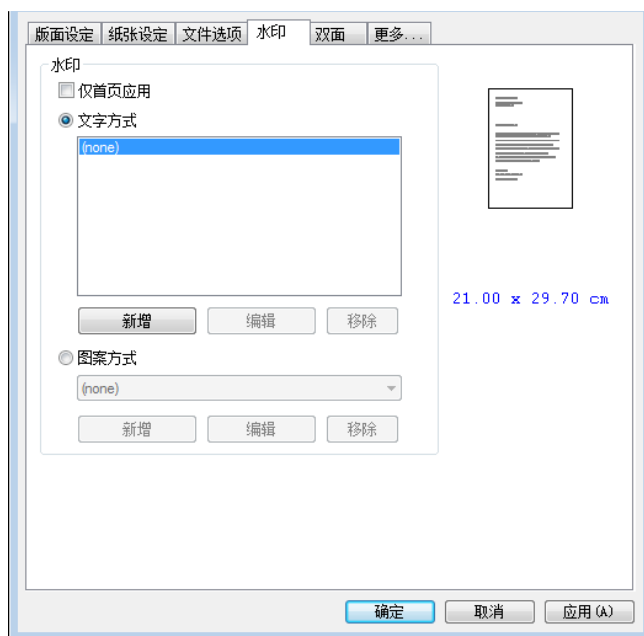 版面设定 纸张设定 文件选项 水印 双面 更多...
水印
仅首页应用
文字方式
(none)
21.00 x 29.70 cm
新增 编辑 移除
图案方式
(none)
新增 编辑 移除
确定 取消 应用(A)